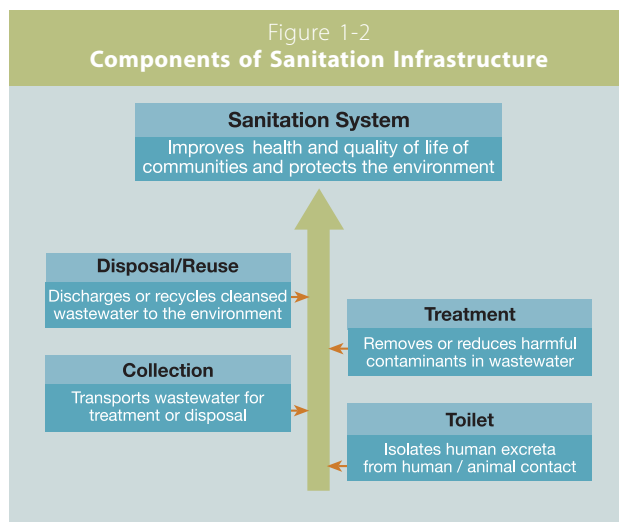 Figure 1-2
Components of Sanitation Infrastructure
Sanitation System
Improves health and quality of life of
communities and protects the environment
Disposal/Reuse
Discharges or recycles cleansed
wastewater to the environment
Treatment
Removes or reduces harmful
contaminants in wastewater
Collection
Transports wastewater for
treatment or disposal
Toilet
Isolates human excreta
from human / animal contact